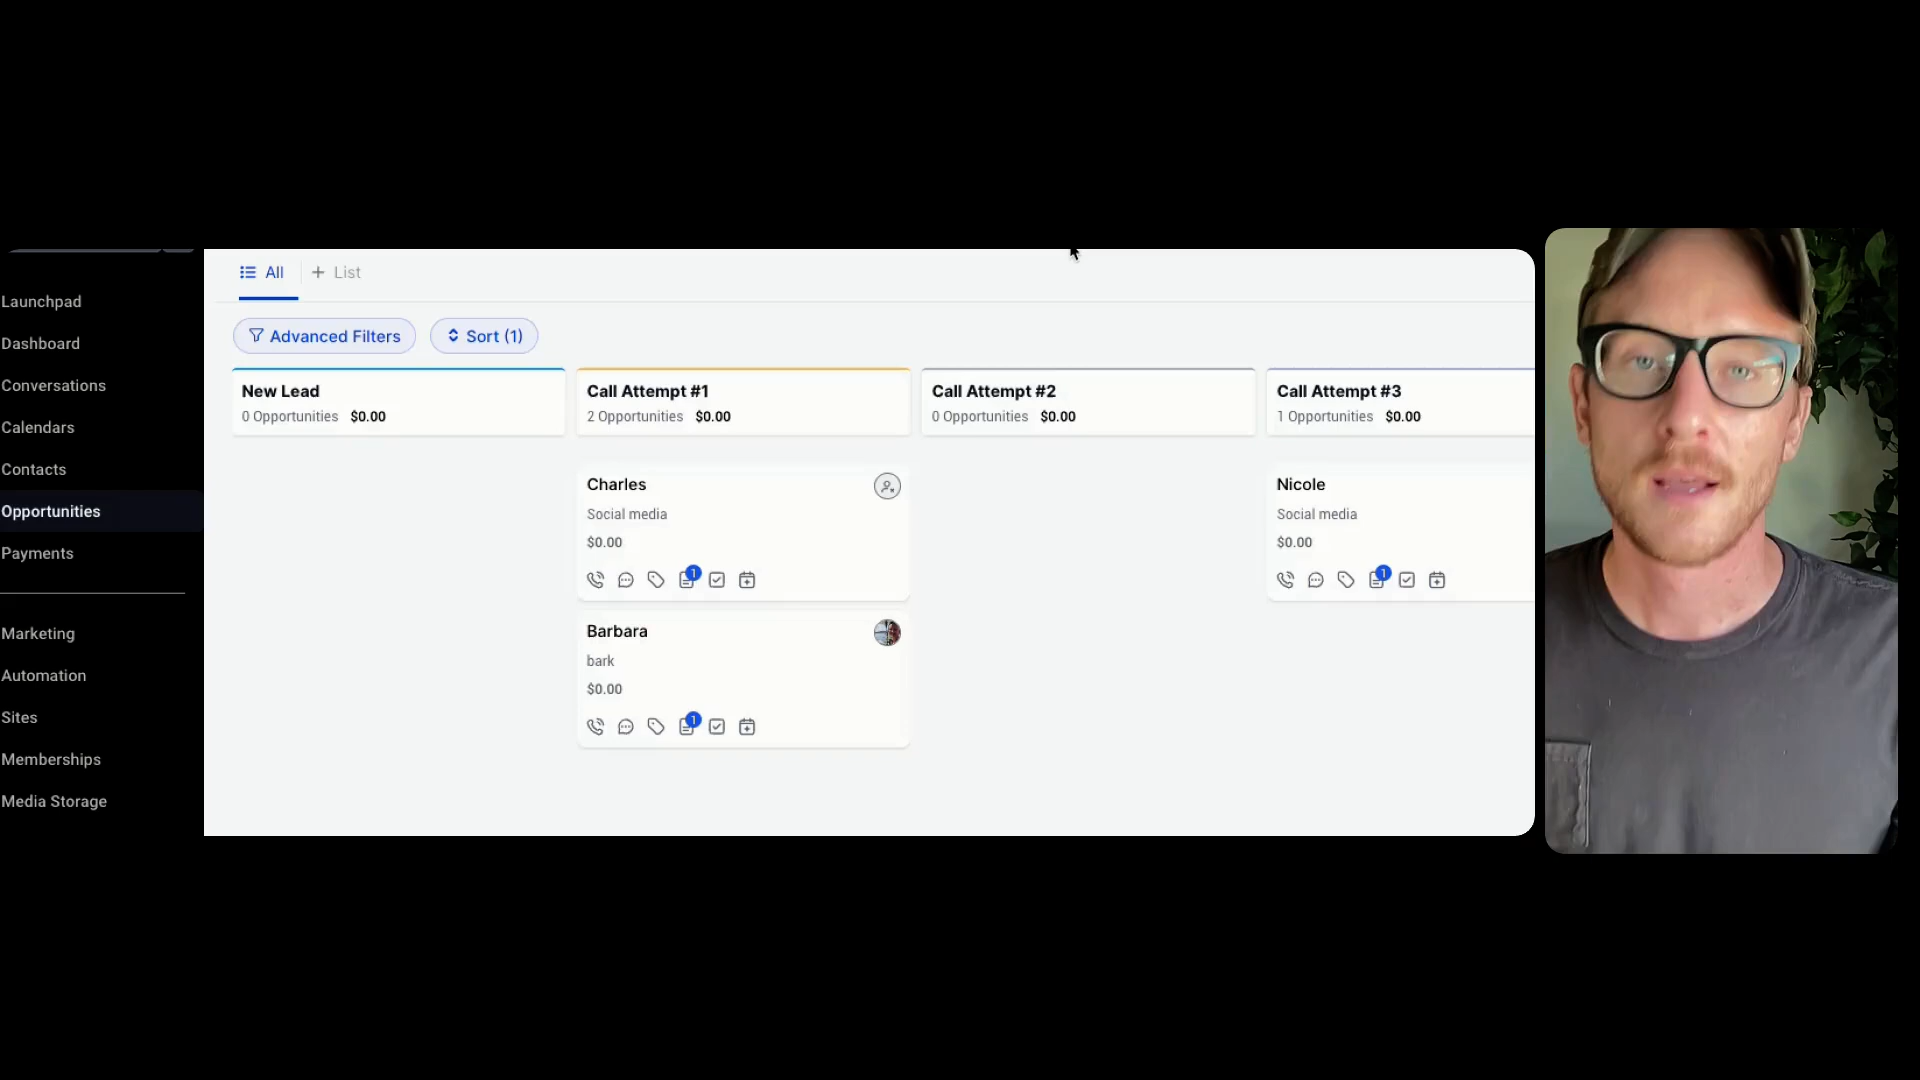 Launchpad
Dashboard
Conversations
Calendars
Contacts
Opportunities
Payments
Marketing
Automation
Sites
Memberships
Media Storage
All
+ List
Advanced Filters
Sort (1)
New Lead
0 Opportunities $0.00
Call Attempt #1
2 Opportunities $0.00
Call Attempt #2
0 Opportunities $0.00
Call Attempt #3
1 Opportunities $0.00
Charles
Social media
$0.00
1
Barbara
bark
$0.00
1
Nicole
Social media
$0.00
1